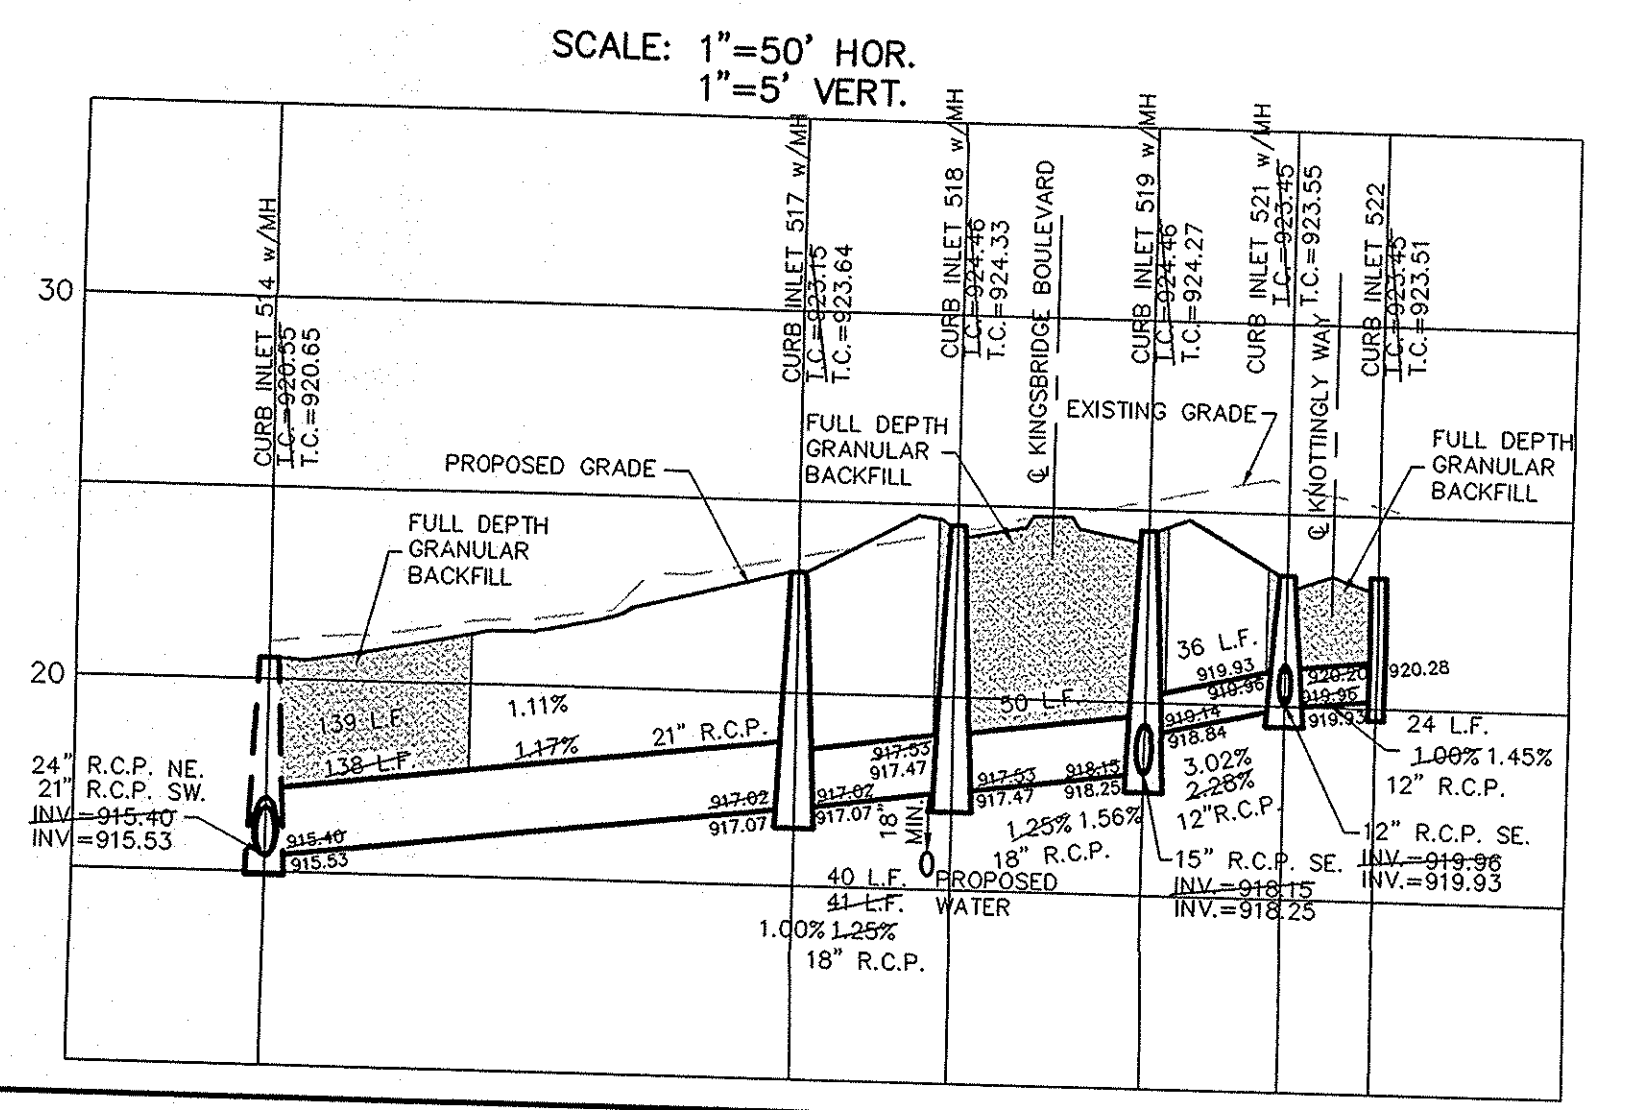 SCALE: 1"=50' HOR.
1"=5' VERT.
CURB INLET 514 w/MH
T.C.=920.55
T.C.=920.65
CURB INLET 517 w/MH
T.C.=923.15
T.C.=923.64
CURB INLET 518 w/MH
T.C.=924.46
T.C.=924.33
℄ KINGSBRIDGE BOULEVARD
CURB INLET 519 w/MH
T.C.=924.46
T.C.=924.27
CURB INLET 521 w/MH
T.C.=923.45
T.C.=923.55
℄ KNOTTINGLY WAY
CURB INLET 522
T.C.=923.45
T.C.=923.51
30
20
PROPOSED GRADE
EXISTING GRADE
FULL DEPTH
GRANULAR
BACKFILL
FULL DEPTH
GRANULAR
BACKFILL
FULL DEPTH
GRANULAR
BACKFILL
139 L.F.
138 L.F.
1.11%
1.17%
21" R.C.P.
24" R.C.P. NE.
21" R.C.P. SW.
INV=915.40
INV=915.53
915.40
915.53
917.02
917.07
917.02
917.07
917.53
917.47
18" MIN.
40 L.F.
41 L.F.
1.00% 1.25%
18" R.C.P.
PROPOSED
WATER
50 L.F.
917.53
917.47
918.15
918.25
1.25% 1.56%
18" R.C.P.
36 L.F.
919.93
919.96
919.14
918.84
3.02%
2.28%
12"R.C.P.
15" R.C.P. SE.
INV.=918.15
INV.=918.25
920.20
920.28
919.96
919.93
24 L.F.
1.00% 1.45%
12" R.C.P.
12" R.C.P. SE.
INV.=919.96
INV.=919.93